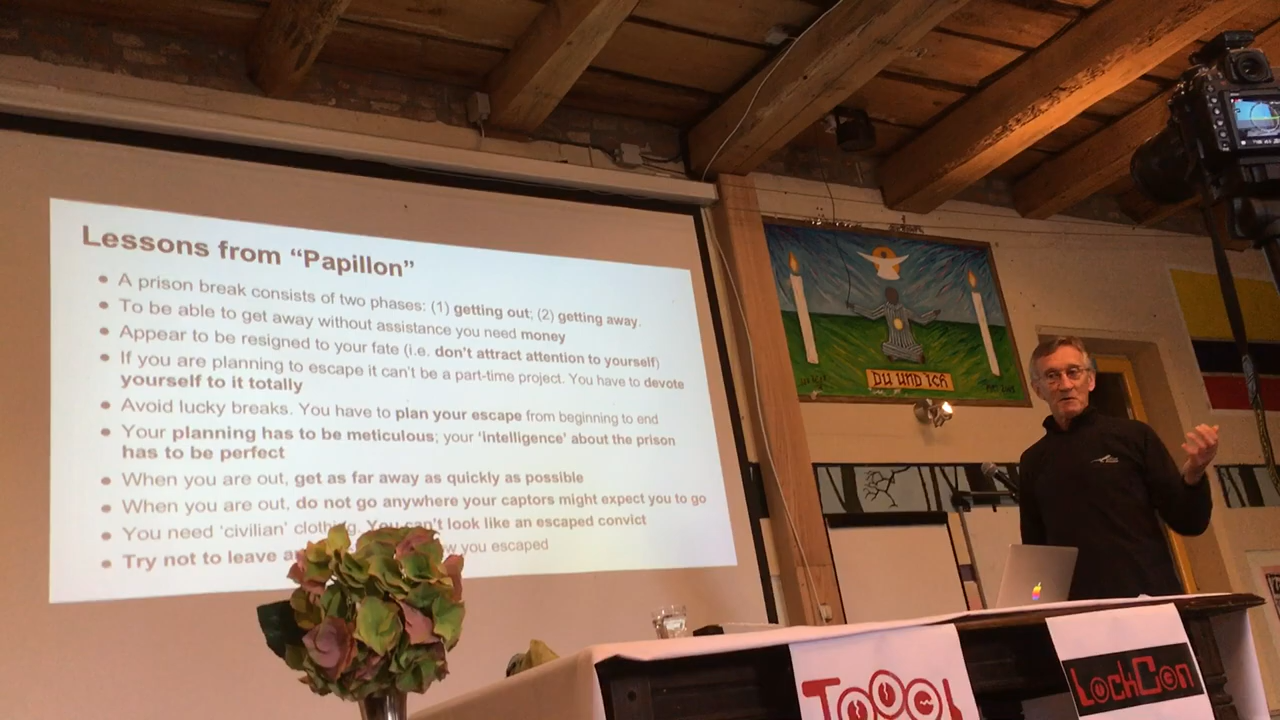 Lessons from “Papillon”
• A prison break consists of two phases: (1) getting out; (2) getting away.
• To be able to get away without assistance you need money
• Appear to be resigned to your fate (i.e. don't attract attention to yourself)
• If you are planning to escape it can't be a part-time project. You have to devote
yourself to it totally
• Avoid lucky breaks. You have to plan your escape from beginning to end
• Your planning has to be meticulous; your ‘intelligence’ about the prison
has to be perfect
• When you are out, get as far away as quickly as possible
• When you are out, do not go anywhere your captors might expect you to go
• You need ‘civilian’ clothing. You can't look like an escaped convict
• Try not to leave you escaped
DU UND ICH
TOOOL
LockCon